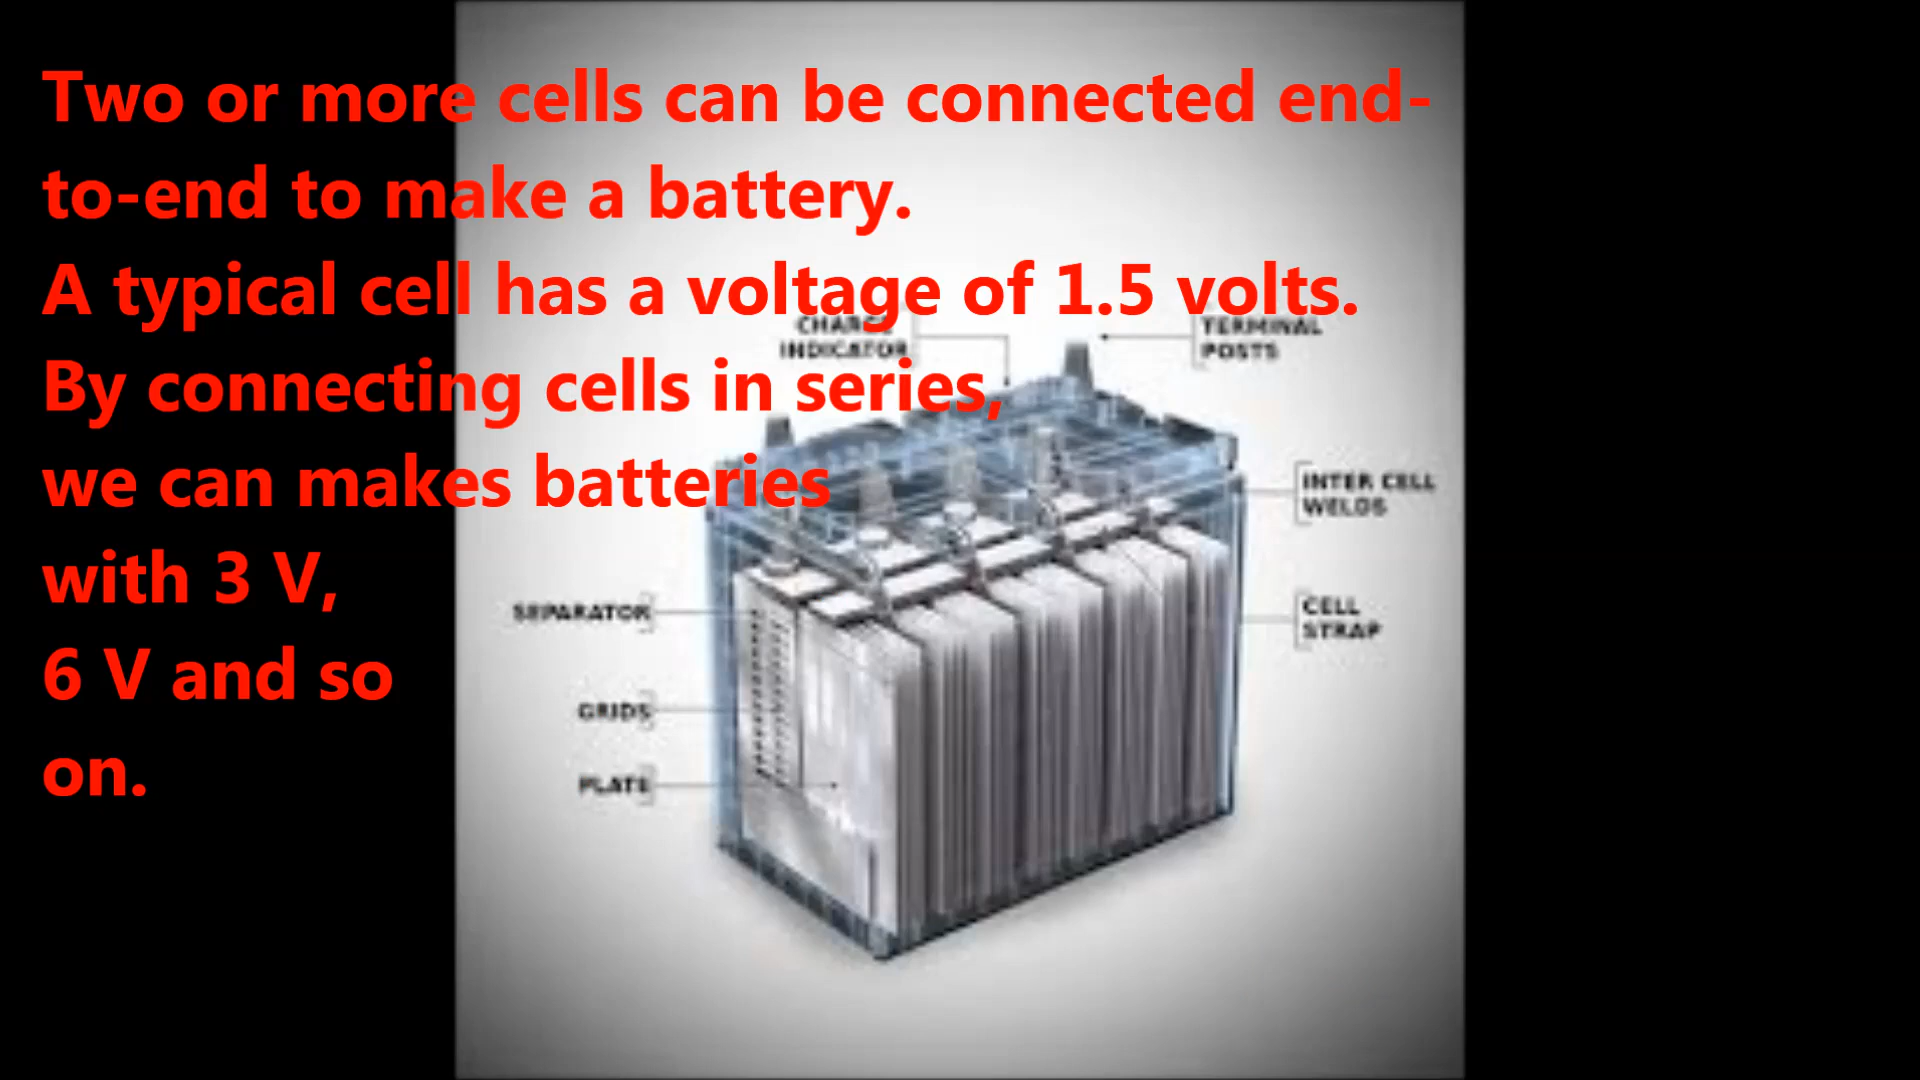 Two or more cells can be connected end-
to-end to make a battery.
A typical cell has a voltage of 1.5 volts.
CHARGE
INDICATOR
TERMINAL
POSTS
By connecting cells in series,
we can makes batteries
INTER CELL
WELDS
with 3 V,
SEPARATOR
CELL
STRAP
6 V and so
GRIDS
on.
PLATE